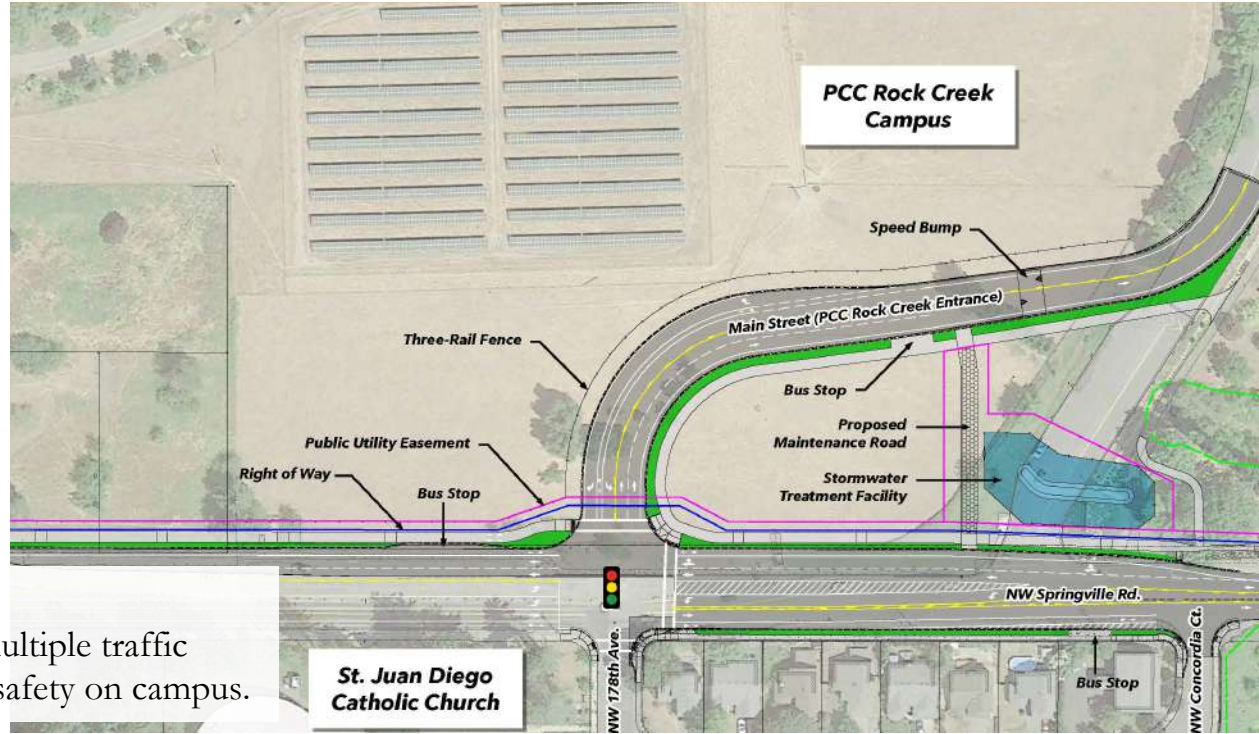 PCC Rock Creek
Campus
Speed Bump
Main Street (PCC Rock Creek Entrance)
Three-Rail Fence
Bus Stop
Public Utility Easement
Proposed
Maintenance Road
Right of Way
Bus Stop
Stormwater
Treatment Facility
NW Springville Rd.
multiple traffic
safety on campus.
St. Juan Diego
Catholic Church
NW 178th Ave.
Bus Stop
NW Concordia Ct.